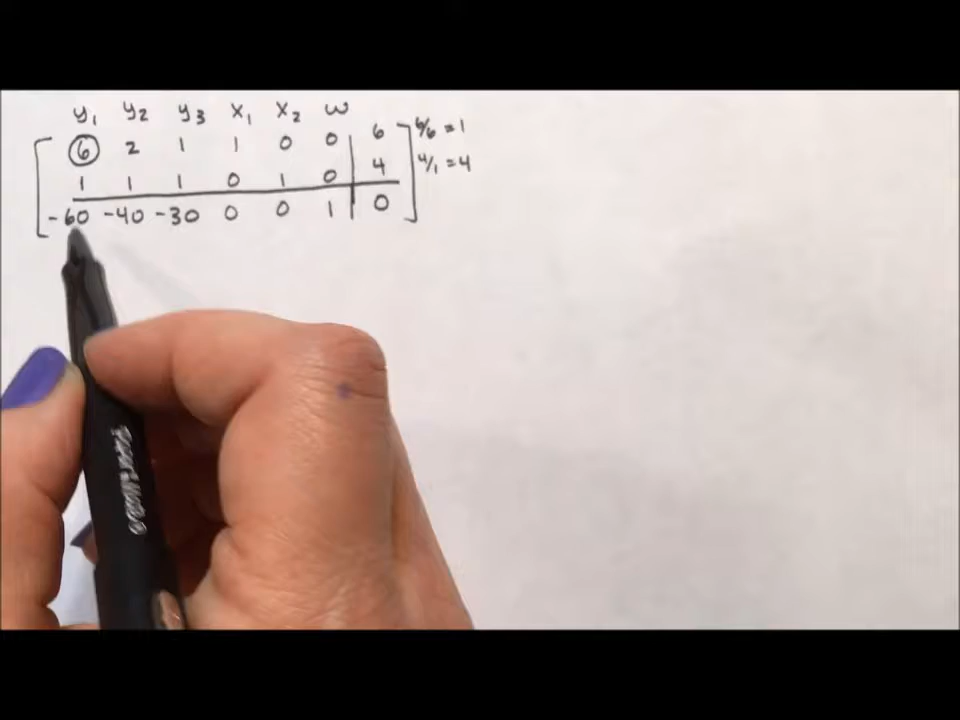 y₁ y₂ y₃ x₁ x₂ w
6 2 1 1 0 0 6 6/6 = 1
1 1 1 0 1 0 4 4/1 = 4
-60 -40 -30 0 0 1 0